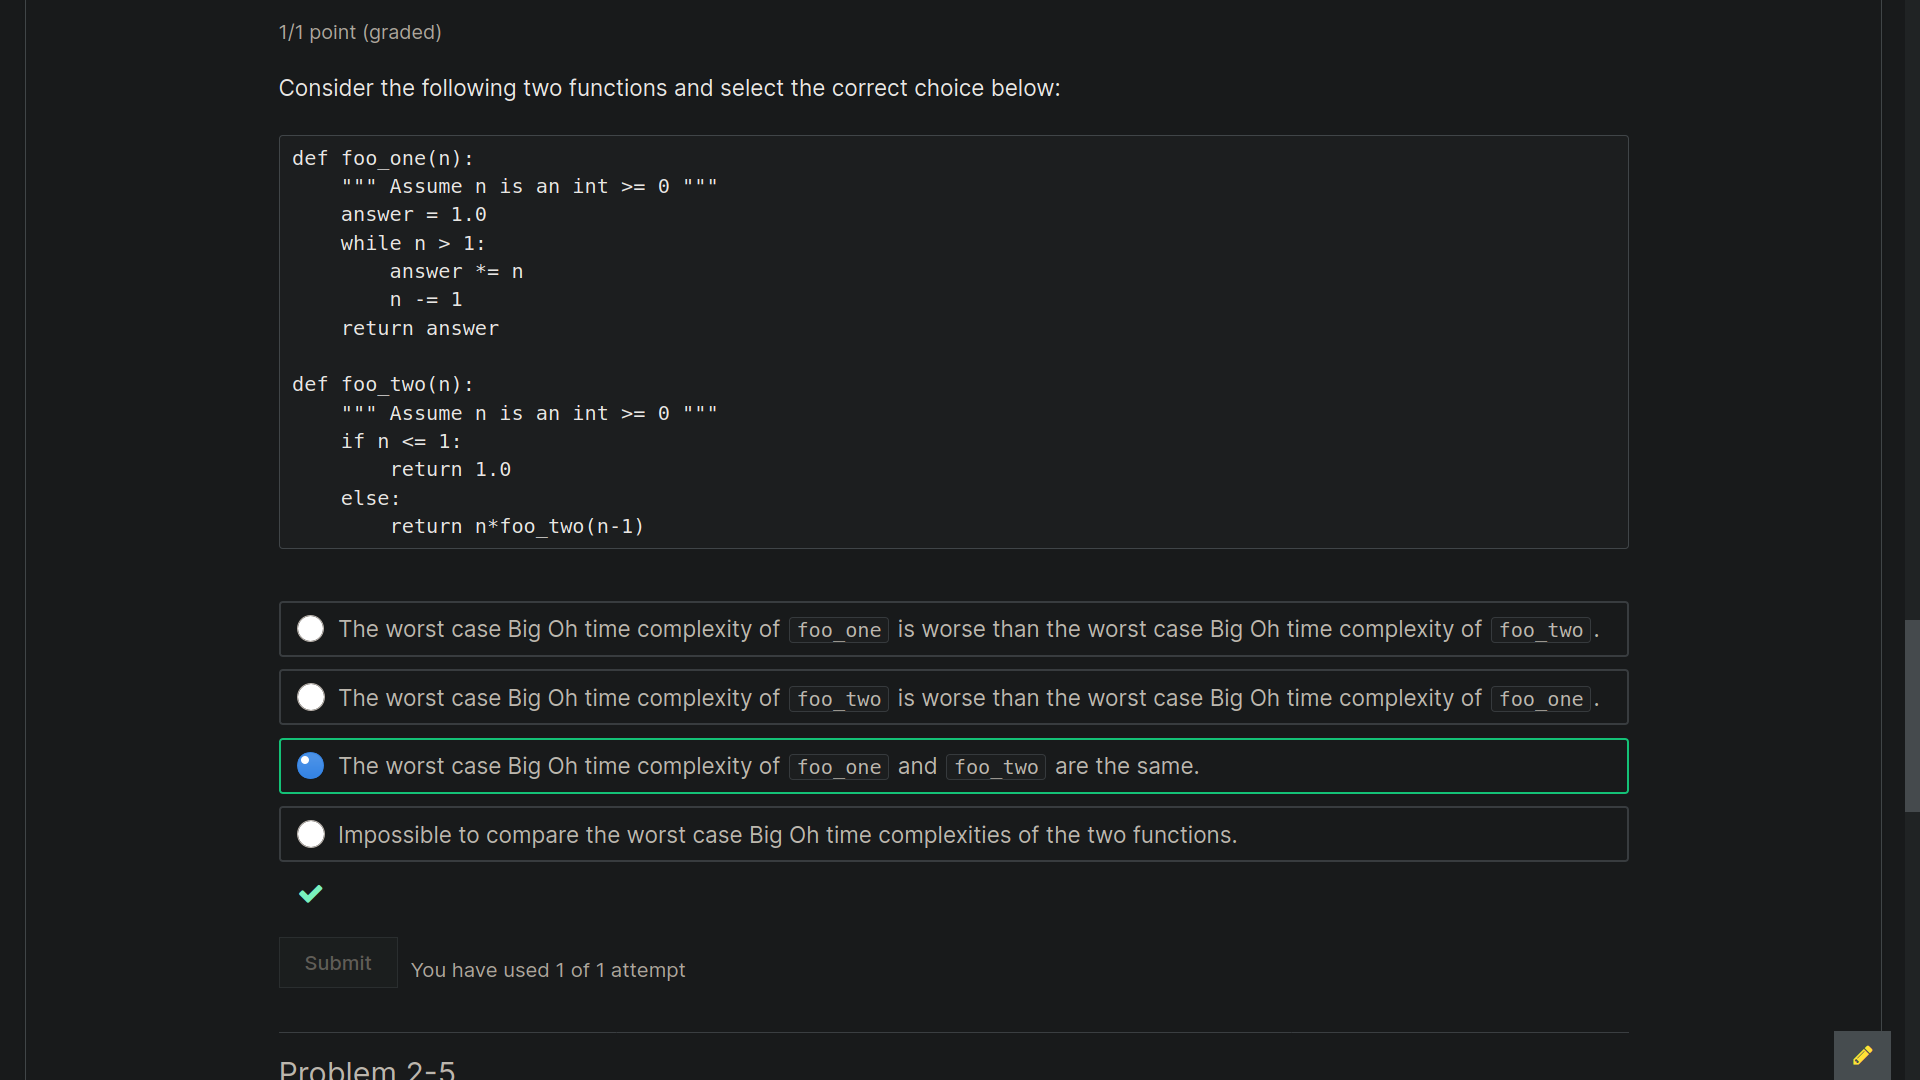 1/1 point (graded)
Consider the following two functions and select the correct choice below:
def foo_one(n):
    """ Assume n is an int >= 0 """
    answer = 1.0
    while n > 1:
        answer *= n
        n -= 1
    return answer

def foo_two(n):
    """ Assume n is an int >= 0 """
    if n <= 1:
        return 1.0
    else:
        return n*foo_two(n-1)
The worst case Big Oh time complexity of foo_one is worse than the worst case Big Oh time complexity of foo_two.
The worst case Big Oh time complexity of foo_two is worse than the worst case Big Oh time complexity of foo_one.
The worst case Big Oh time complexity of foo_one and foo_two are the same.
Impossible to compare the worst case Big Oh time complexities of the two functions.
Submit You have used 1 of 1 attempt
Problem 2-5